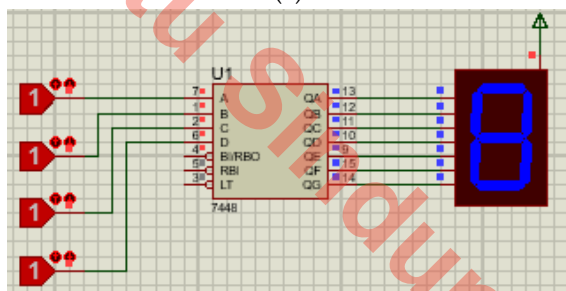 U1
1
1
1
1
7
1
2
6
4
5
3
A
B
C
D
BI/RBO
RBI
LT
QA
QB
QC
QD
QE
QF
QG
13
12
11
10
9
15
14
7448
8